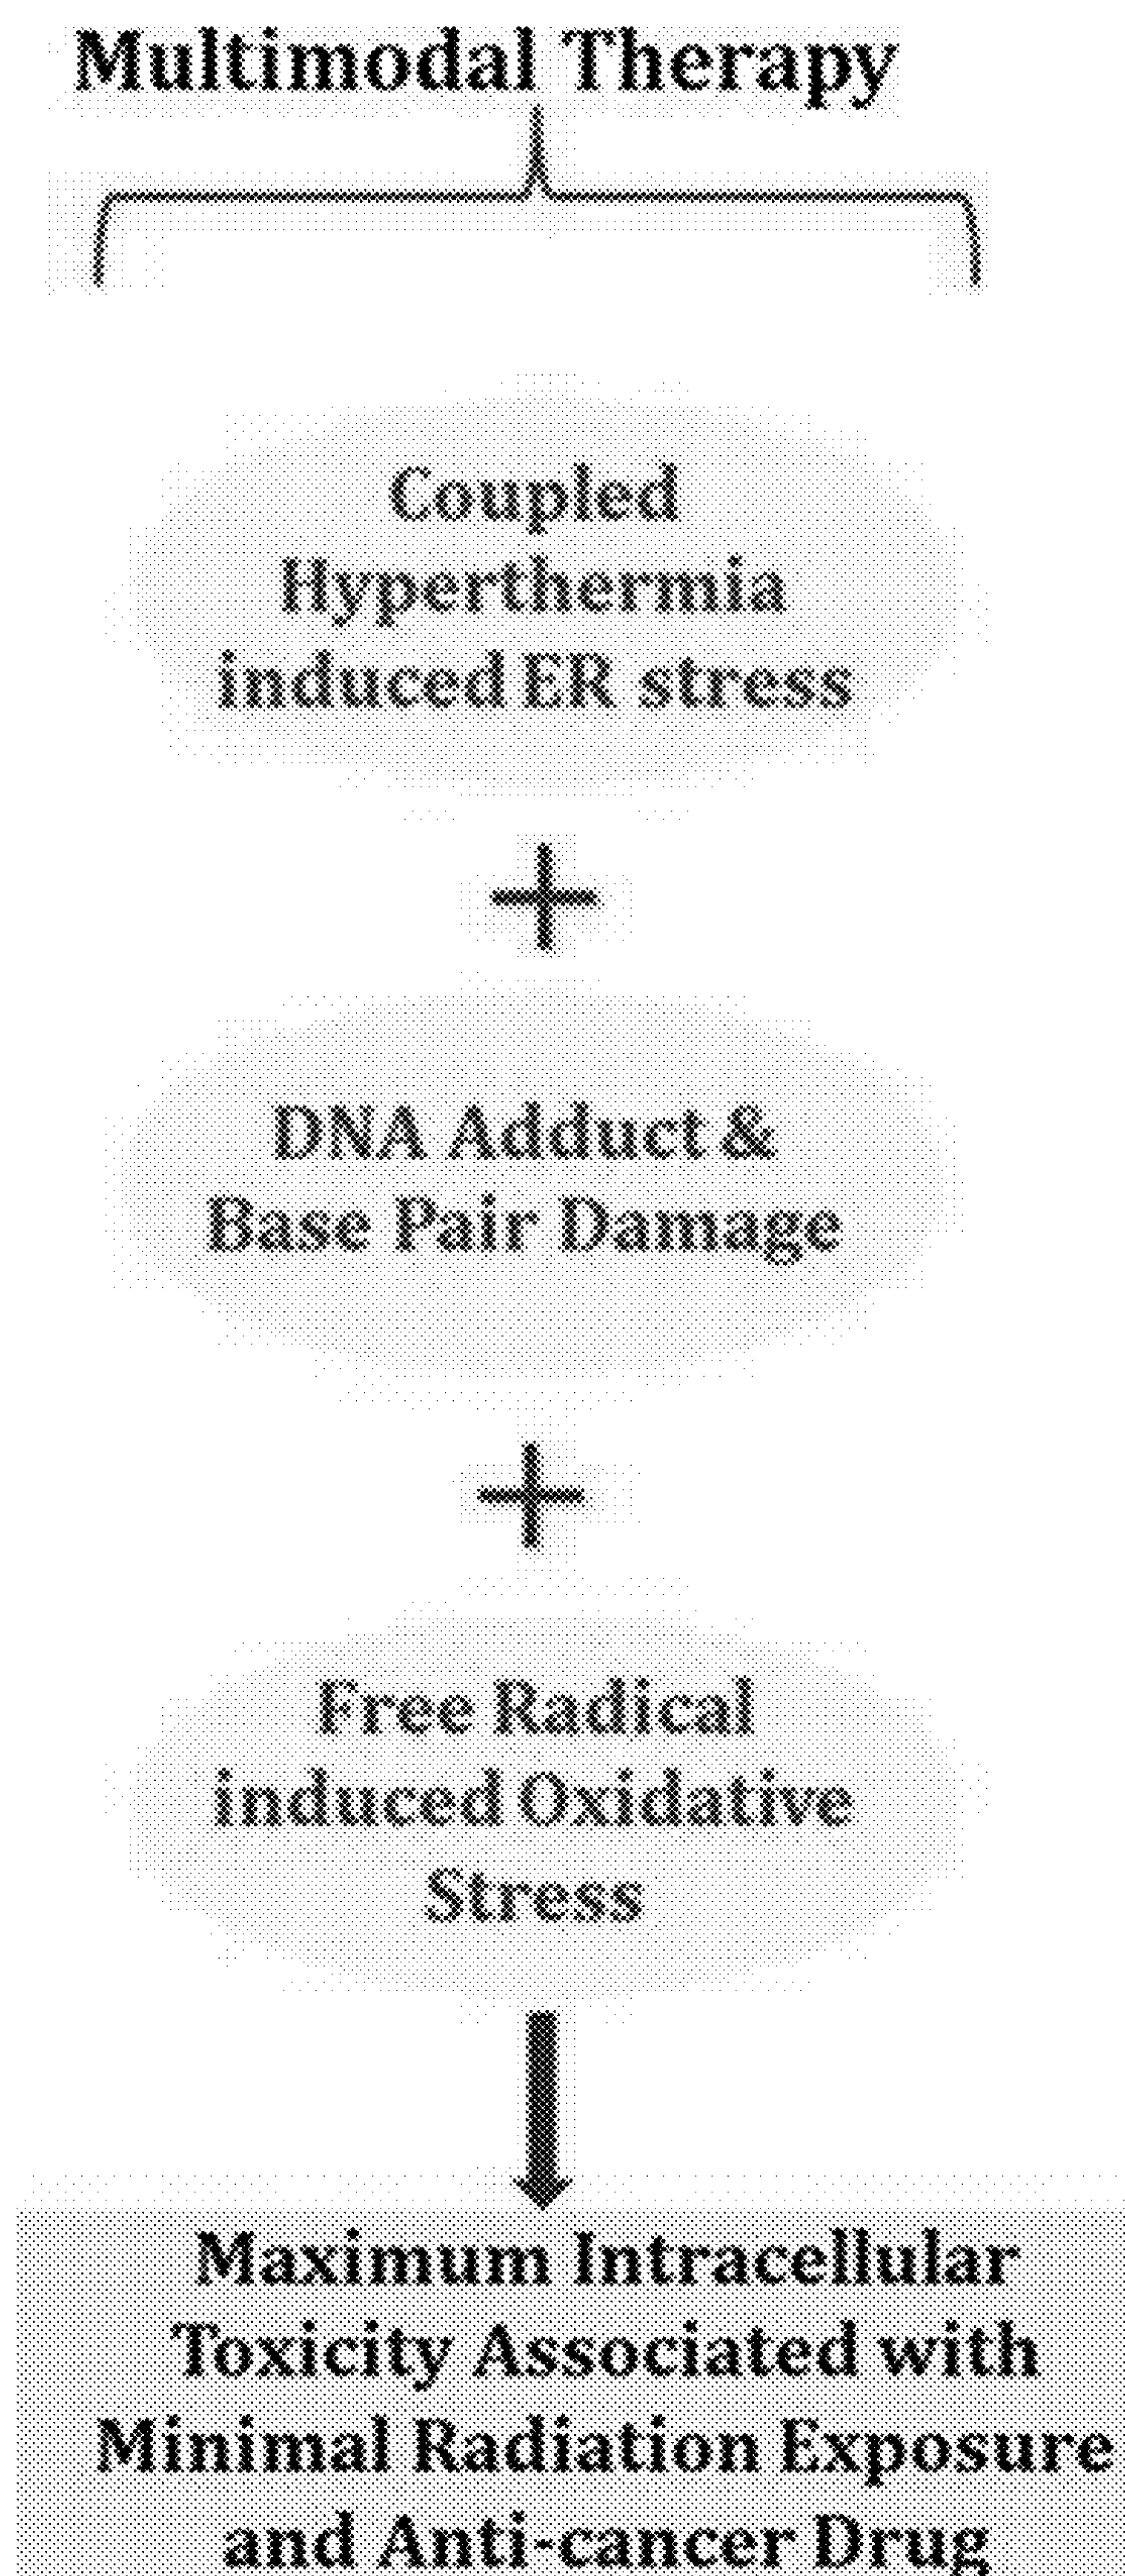 Multimodal Therapy
Coupled
Hyperthermia
induced ER stress
+
DNA Adduct &
Base Pair Damage
+
Free Radical
induced Oxidative
Stress
Maximum Intracellular
Toxicity Associated with
Minimal Radiation Exposure
and Anti-cancer Drug